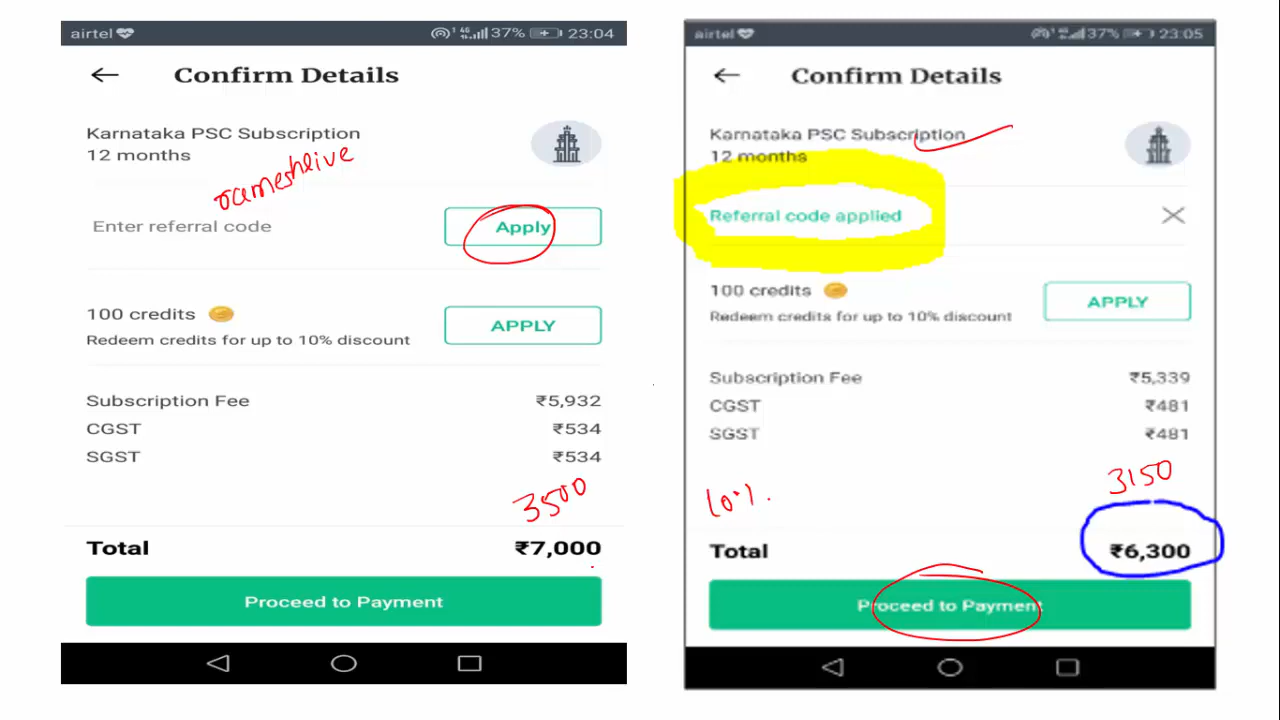 airtel 4G 37% 23:04
Confirm Details
Karnataka PSC Subscription
12 months
rameshlive
Enter referral code Apply
100 credits APPLY
Redeem credits for up to 10% discount
Subscription Fee ₹5,932
CGST ₹534
SGST ₹534
3500
Total ₹7,000
Proceed to Payment
airtel 37% 23:05
Confirm Details
Karnataka PSC Subscription
12 months
Referral code applied
100 credits APPLY
Redeem credits for up to 10% discount
Subscription Fee ₹5,339
CGST ₹481
SGST ₹481
10% 3150
Total ₹6,300
Proceed to Payment